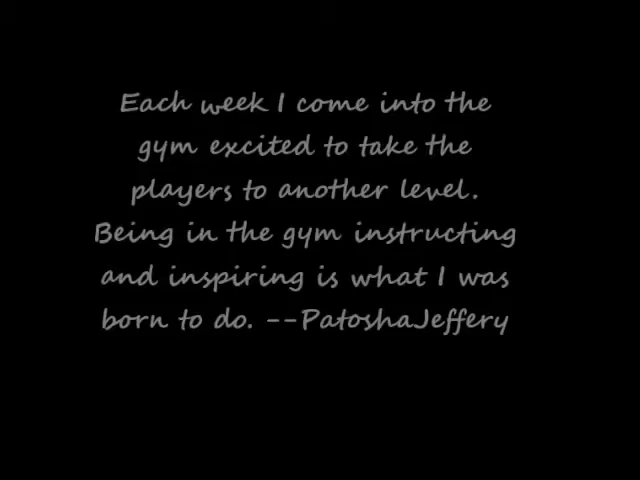 Each week I come into the
gym excited to take the
players to another level.
Being in the gym instructing
and inspiring is what I was
born to do. --PatoshaJeffery